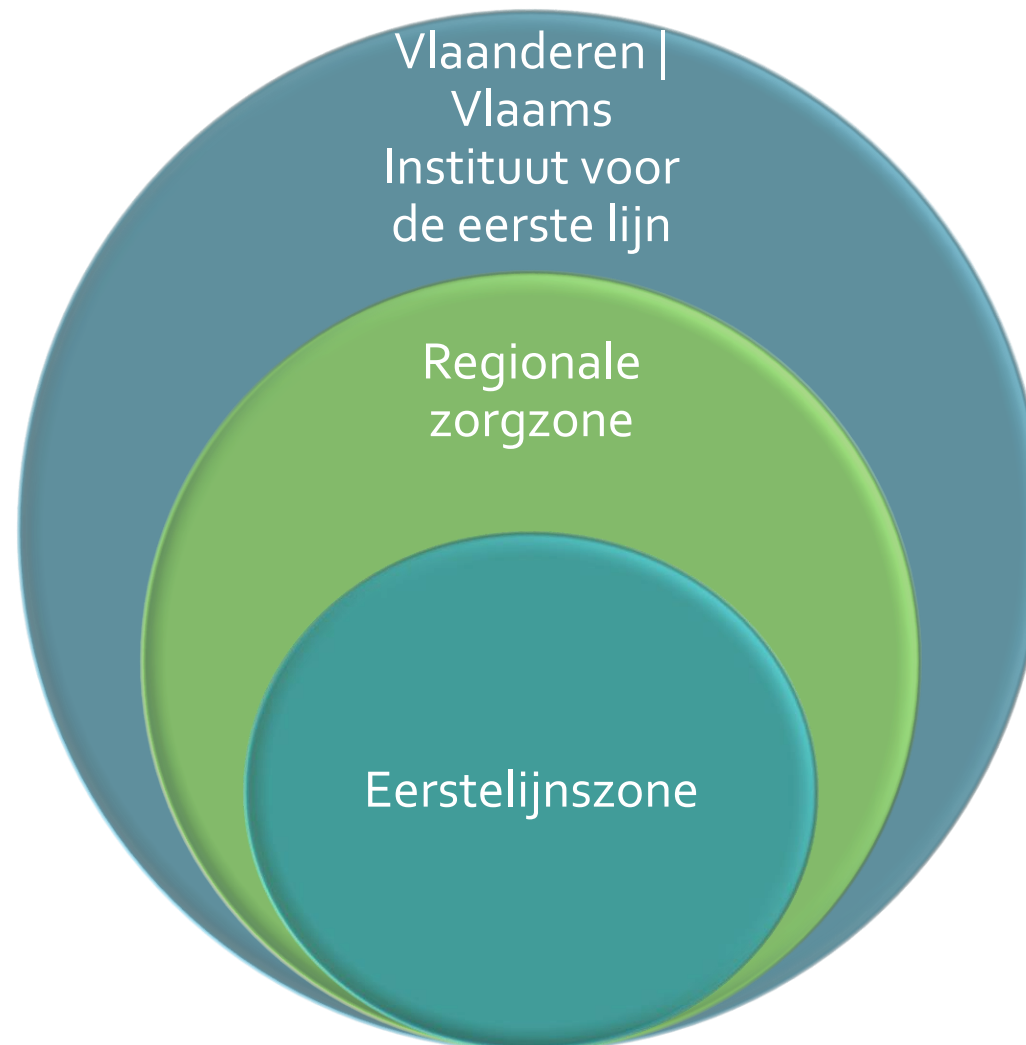 Vlaanderen |
Vlaams
Instituut voor
de eerste lijn
Regionale
zorgzone
Eerstelijnszone